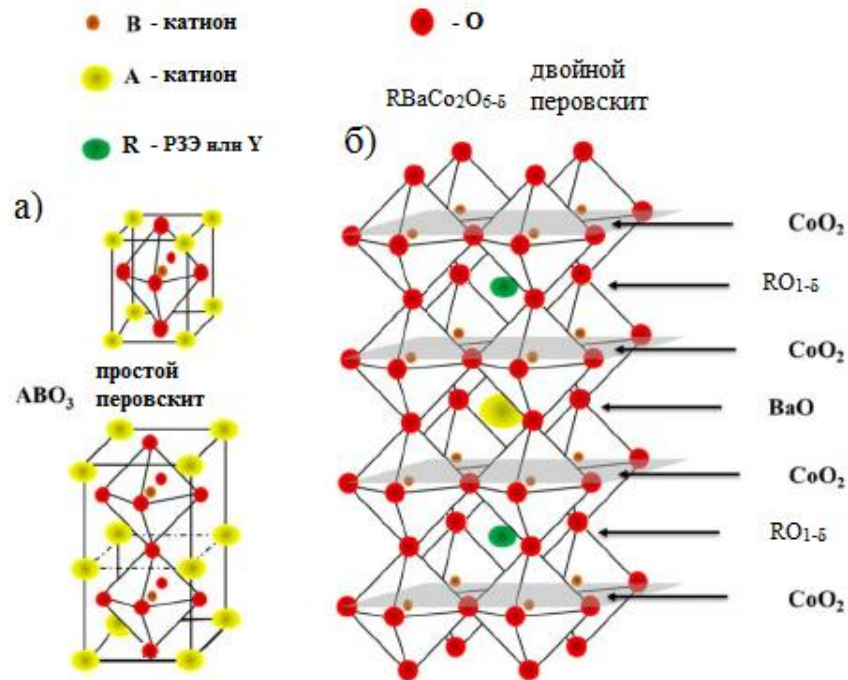 B - катион
- O
A - катион
R - РЗЭ или Y
RBaCo₂O₆₋δ
двойной
перовскит
а)
б)
CoO₂
RO₁₋δ
CoO₂
ABO₃
простой
перовскит
BaO
CoO₂
RO₁₋δ
CoO₂